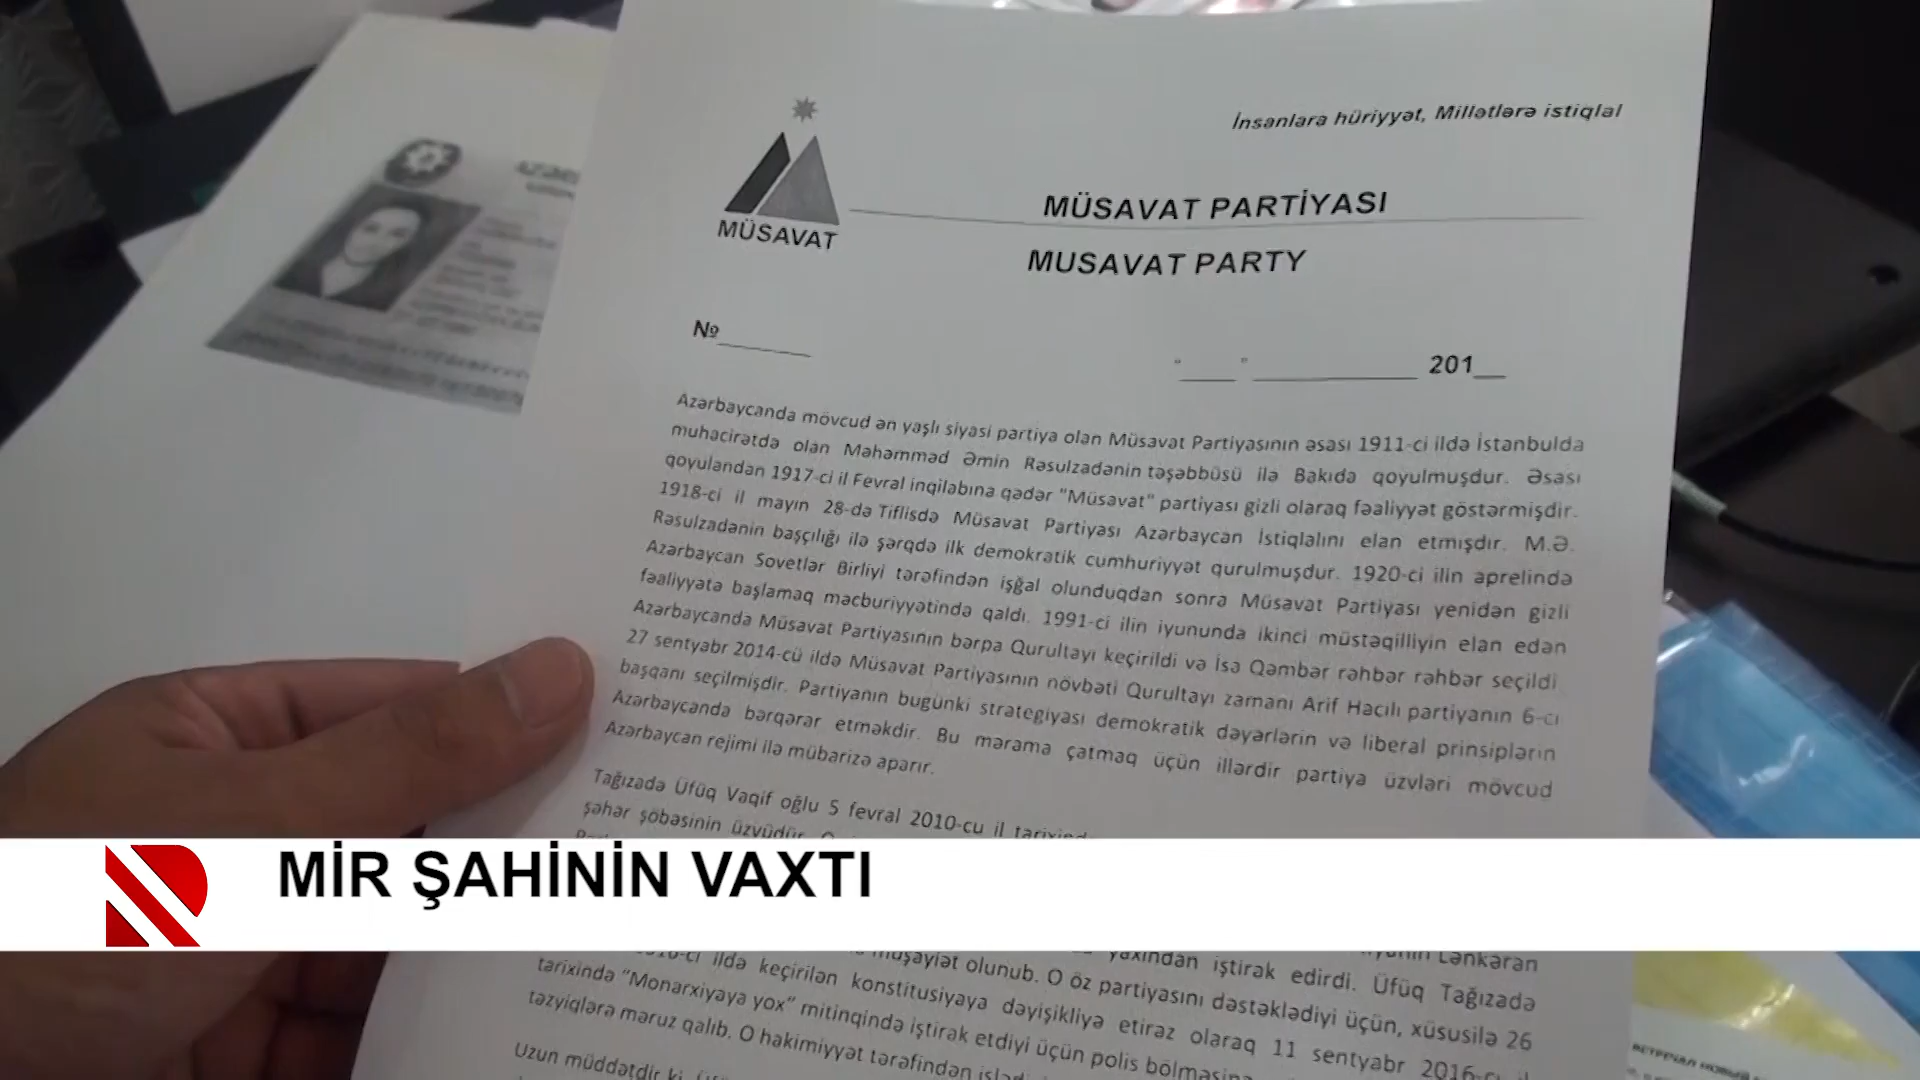 İnsanlara hüriyyət, Millətlərə istiqlal
MÜSAVAT
MÜSAVAT PARTİYASI
MUSAVAT PARTY
№______
"____" ____________ 201__
Azərbaycanda mövcud ən yaşlı siyasi partiya olan Müsavat Partiyasının əsası 1911-ci ildə İstanbulda
muhacirətdə olan Məhəmməd Əmin Rəsulzadənin təşəbbüsü ilə Bakıda qoyulmuşdur. Əsası
qoyulandan 1917-ci il Fevral inqilabına qədər "Müsavat" partiyası gizli olaraq fəaliyyət göstərmişdir.
1918-ci il mayın 28-də Tiflisdə Müsavat Partiyası Azərbaycan İstiqlalını elan etmişdir. M.Ə.
Rəsulzadənin başçılığı ilə şərqdə ilk demokratik cumhuriyyət qurulmuşdur. 1920-ci ilin aprelində
Azərbaycan Sovetlər Birliyi tərəfindən işğal olunduqdan sonra Müsavat Partiyası yenidən gizli
fəaliyyətə başlamaq məcburiyyətində qaldı. 1991-ci ilin iyununda ikinci müstəqilliyin elan edən
Azərbaycanda Müsavat Partiyasının bərpa Qurultayı keçirildi və İsa Qəmbər rəhbər rəhbər seçildi.
27 sentyabr 2014-cü ildə Müsavat Partiyasının növbəti Qurultayı zamanı Arif Hacılı partiyanın 6-cı
başqanı seçilmişdir. Partiyanın bugünki strategiyası demokratik dəyərlərin və liberal prinsiplərin
Azərbaycanda bərqərar etməkdir. Bu mərama çatmaq üçün illərdir partiya üzvləri mövcud
Azərbaycan rejimi ilə mübarizə aparır.
Tağızadə Üfüq Vaqif oğlu 5 fevral 2010-cu il tarixində
şəhər şöbəsinin üzvüdür.
MİR ŞAHİNİN VAXTI
Lənkəran
müşayiət olunub. O öz partiyasını dəstəklədiyi üçün, xüsusilə 26
yaxından iştirak edirdi. Üfüq Tağızadə
ildə keçirilən konstitusiyaya dəyişikliyə etiraz olaraq 11 sentyabr 2016-cı il
tarixində "Monarxiyaya yox" mitinqində iştirak etdiyi üçün polis bölməsinə
təzyiqlərə məruz qalıb. O hakimiyyət tərəfindən
Uzun müddətdir ki,